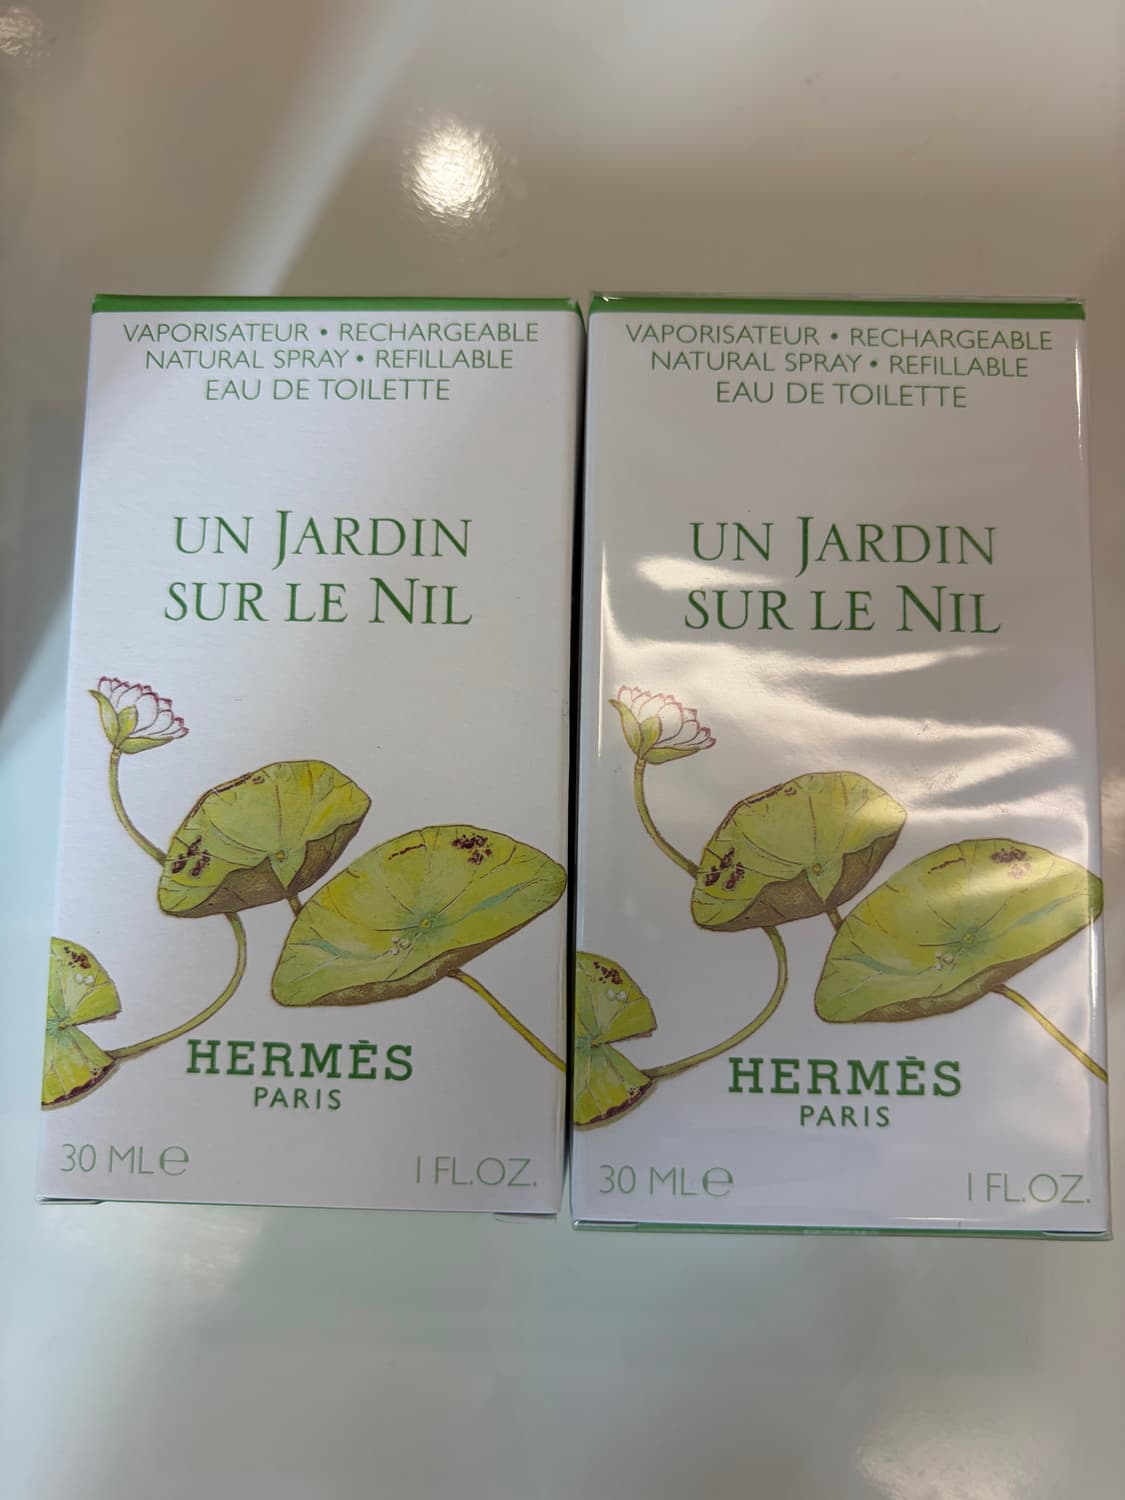 VAPORISATEUR • RECHARGEABLE
NATURAL SPRAY • REFILLABLE
EAU DE TOILETTE
UN JARDIN
SUR LE NIL
HERMÈS
PARIS
30 ML℮
1 FL.OZ.
VAPORISATEUR • RECHARGEABLE
NATURAL SPRAY • REFILLABLE
EAU DE TOILETTE
UN JARDIN
SUR LE NIL
HERMÈS
PARIS
30 ML℮
1 FL.OZ.